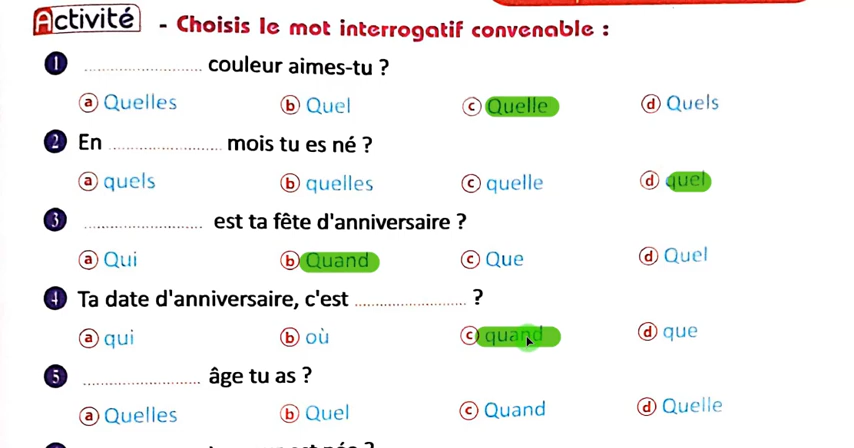 Activité - Choisis le mot interrogatif convenable :
1 .................... couleur aimes-tu ?
a Quelles b Quel c Quelle d Quels
2 En .................... mois tu es né ?
a quels b quelles c quelle d quel
3 .................... est ta fête d'anniversaire ?
a Qui b Quand c Que d Quel
4 Ta date d'anniversaire, c'est .................... ?
a qui b où c quand d que
5 .................... âge tu as ?
a Quelles b Quel c Quand d Quelle